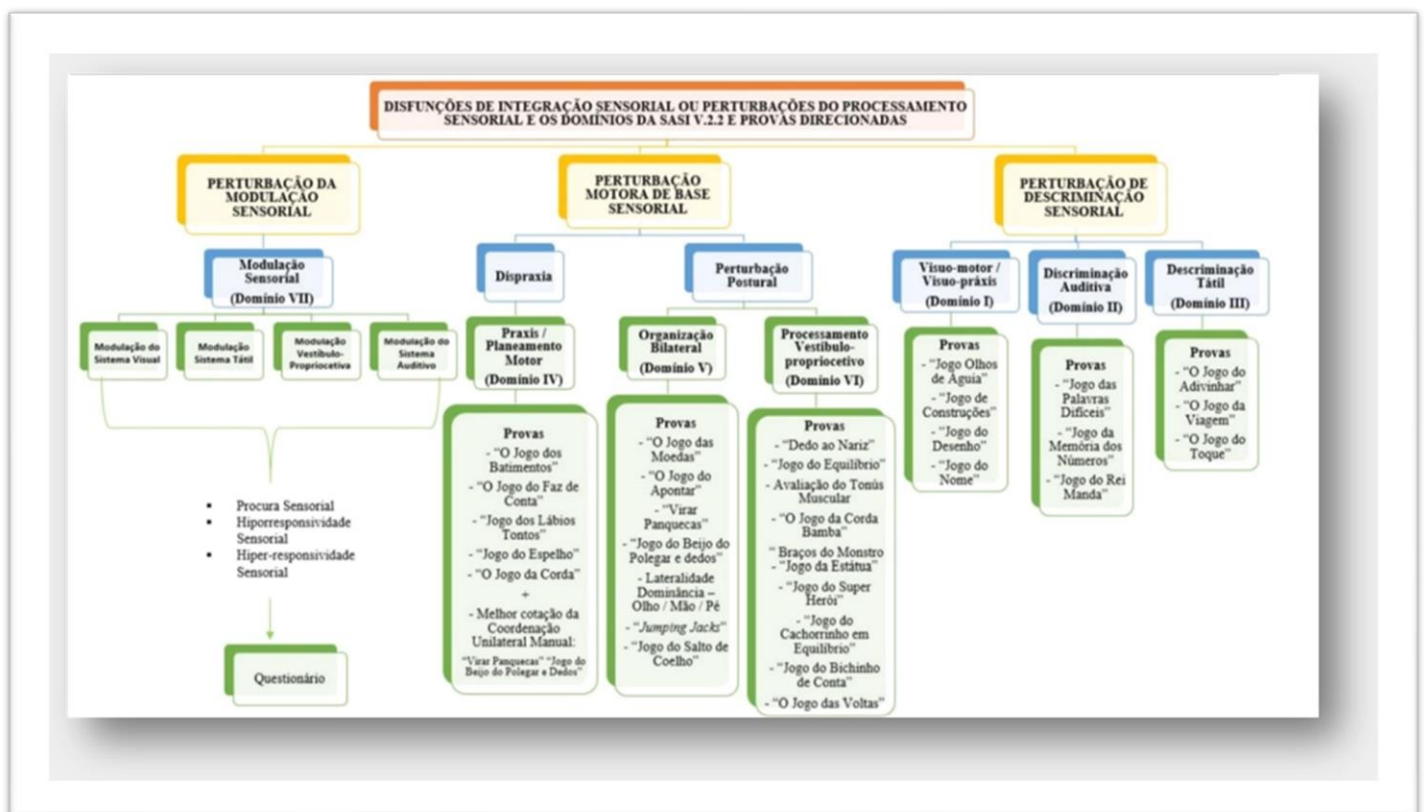 DISFUNÇÕES DE INTEGRAÇÃO SENSORIAL OU PERTURBAÇÕES DO PROCESSAMENTO
SENSORIAL E OS DOMÍNIOS DA SASI V.2.2 E PROVAS DIRECIONADAS
PERTURBAÇÃO DA
MODULAÇÃO
SENSORIAL
Modulação
Sensorial
(Domínio VII)
Modulação do
Sistema Visual
Modulação
Sistema Tátil
Modulação
Vestíbulo-
Propriocetiva
Modulação do
Sistema
Auditivo
▪ Procura Sensorial
▪ Hiporresponsividade
Sensorial
▪ Hiper-responsividade
Sensorial
Questionário
PERTURBAÇÃO
MOTORA DE BASE
SENSORIAL
Dispraxia
Praxis /
Planeamento
Motor
(Domínio IV)
Provas
- “O Jogo dos
Batimentos”
- “O Jogo do Faz de
Conta”
- “Jogo dos Lábios
Tontos”
- “Jogo do Espelho”
- “O Jogo da Corda”
+
- Melhor cotação da
Coordenação
Unilateral Manual:
“Virar Panquecas” “Jogo do
Beijo do Polegar e Dedos”
Perturbação
Postural
Organização
Bilateral
(Domínio V)
Provas
- “O Jogo das
Moedas”
- “O Jogo do
Apontar”
- “Virar
Panquecas”
- “Jogo do Beijo do
Polegar e dedos”
- Lateralidade
Dominância –
Olho / Mão / Pé
- “Jumping Jacks”
- “Jogo do Salto de
Coelho”
Processamento
Vestíbulo-
propriocetivo
(Domínio VI)
Provas
- “Dedo ao Nariz”
- “Jogo do Equilíbrio”
- Avaliação do Tonús
Muscular
- “O Jogo da Corda
Bamba”
“ Braços do Monstro
- “Jogo da Estátua”
- “Jogo do Super
Herói”
- “Jogo do
Cachorrinho em
Equilíbrio”
- “Jogo do Bichinho
de Conta”
- “O Jogo das Voltas”
PERTURBAÇÃO DE
DESCRIMINAÇÃO
SENSORIAL
Visuo-motor /
Visuo-práxis
(Domínio I)
Provas
- “Jogo Olhos
de Águia”
- “Jogo de
Construções”
- “Jogo do
Desenho”
- “Jogo do
Nome”
Discriminação
Auditiva
(Domínio II)
Provas
- “Jogo das
Palavras
Difíceis”
- “Jogo da
Memória dos
Números”
- “Jogo do Rei
Manda”
Descriminação
Tátil
(Domínio III)
Provas
- “O Jogo do
Adivinhar”
- “O Jogo da
Viagem”
- “O Jogo do
Toque”